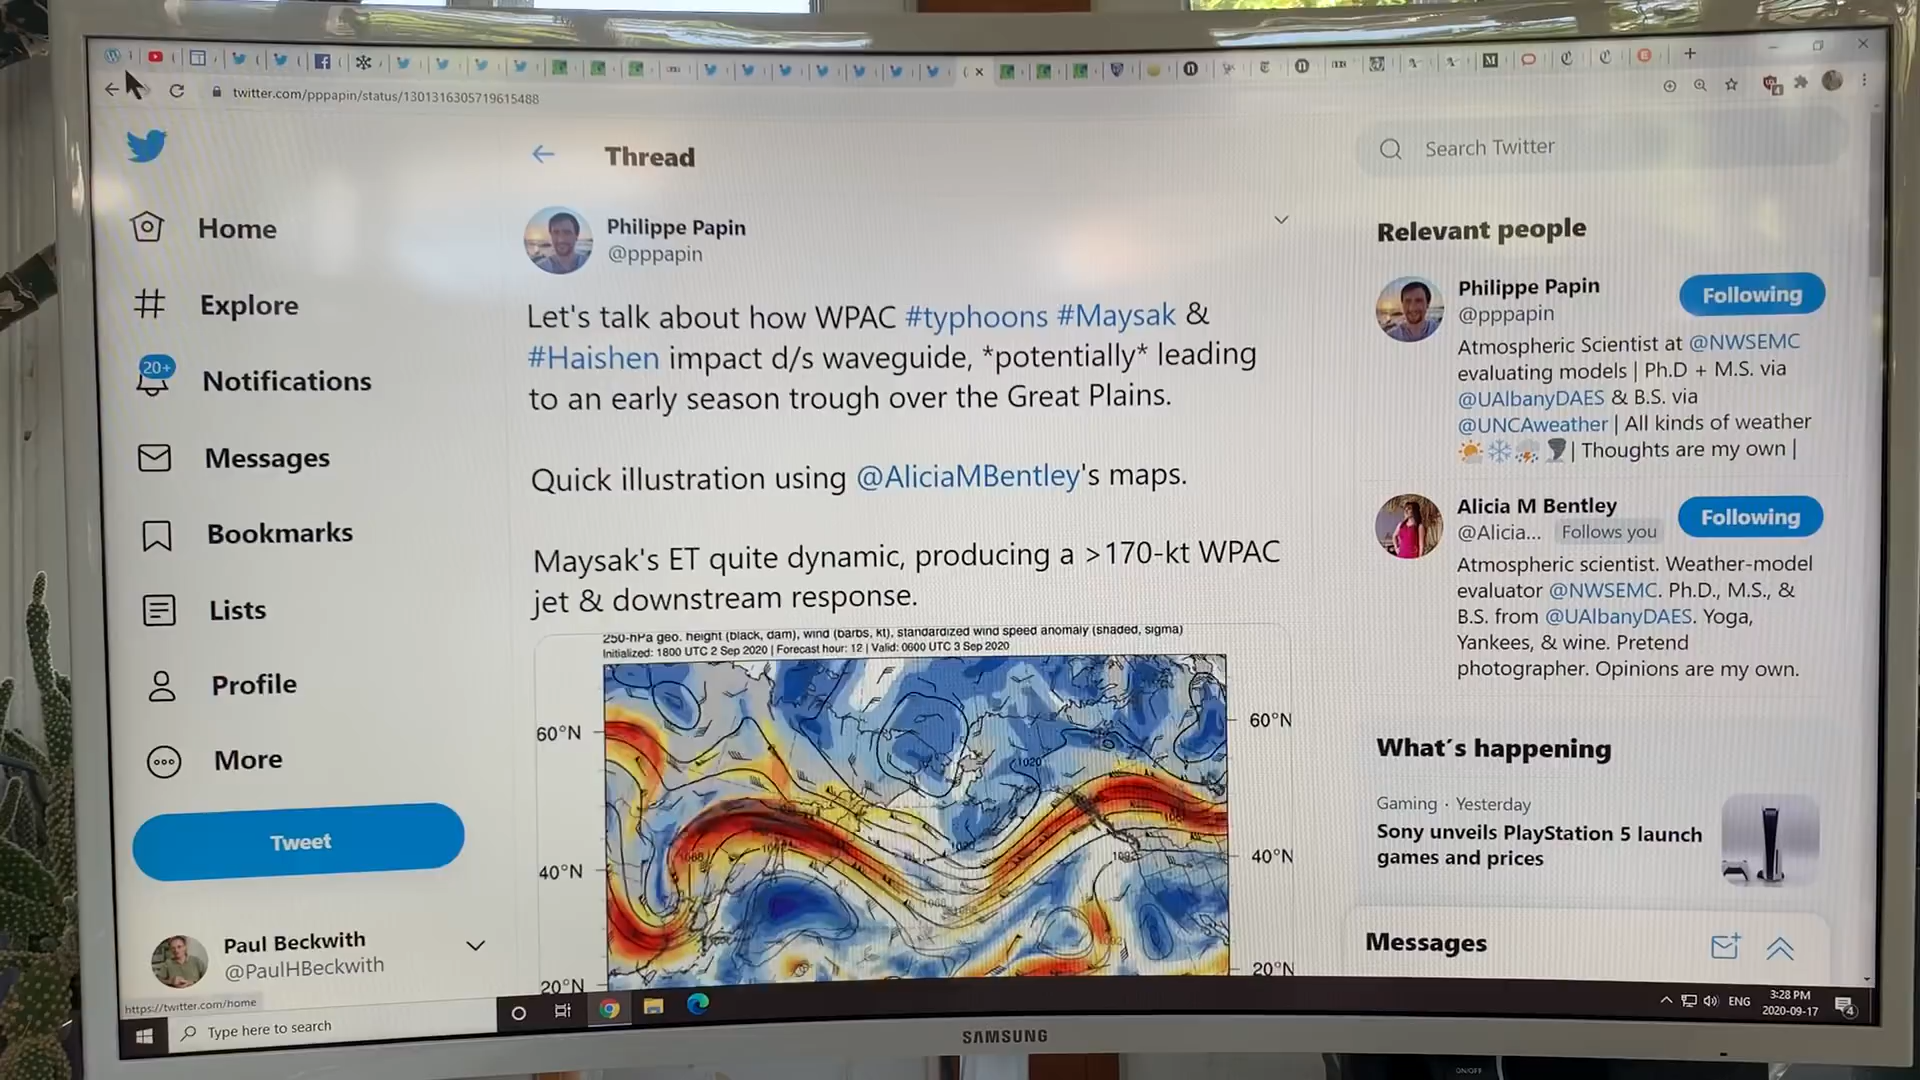 twitter.com/pppapin/status/1301316305719615488
Home
Explore
20+
Notifications
Messages
Bookmarks
Lists
Profile
More
Tweet
Paul Beckwith
@PaulHBeckwith
https://twitter.com/home
Thread
Philippe Papin
@pppapin
Let's talk about how WPAC #typhoons #Maysak &
#Haishen impact d/s waveguide, *potentially* leading
to an early season trough over the Great Plains.
Quick illustration using @AliciaMBentley's maps.
Maysak's ET quite dynamic, producing a >170-kt WPAC
jet & downstream response.
250-hPa geo. height (black, dam), wind (barbs, kt), standardized wind speed anomaly (shaded, sigma)
Initialized: 1800 UTC 2 Sep 2020 | Forecast hour: 12 | Valid: 0600 UTC 3 Sep 2020
60°N
60°N
1020
40°N
40°N
20°N
20°N
Search Twitter
Relevant people
Philippe Papin
@pppapin
Following
Atmospheric Scientist at @NWSEMC
evaluating models | Ph.D + M.S. via
@UAlbanyDAES & B.S. via
@UNCAweather | All kinds of weather
| Thoughts are my own |
Alicia M Bentley
@Alicia... Follows you
Following
Atmospheric scientist. Weather-model
evaluator @NWSEMC. Ph.D., M.S., &
B.S. from @UAlbanyDAES. Yoga,
Yankees, & wine. Pretend
photographer. Opinions are my own.
What's happening
Gaming · Yesterday
Sony unveils PlayStation 5 launch
games and prices
Messages
Type here to search
ENG
3:28 PM
2020-09-17
4
SAMSUNG
ON/OFF